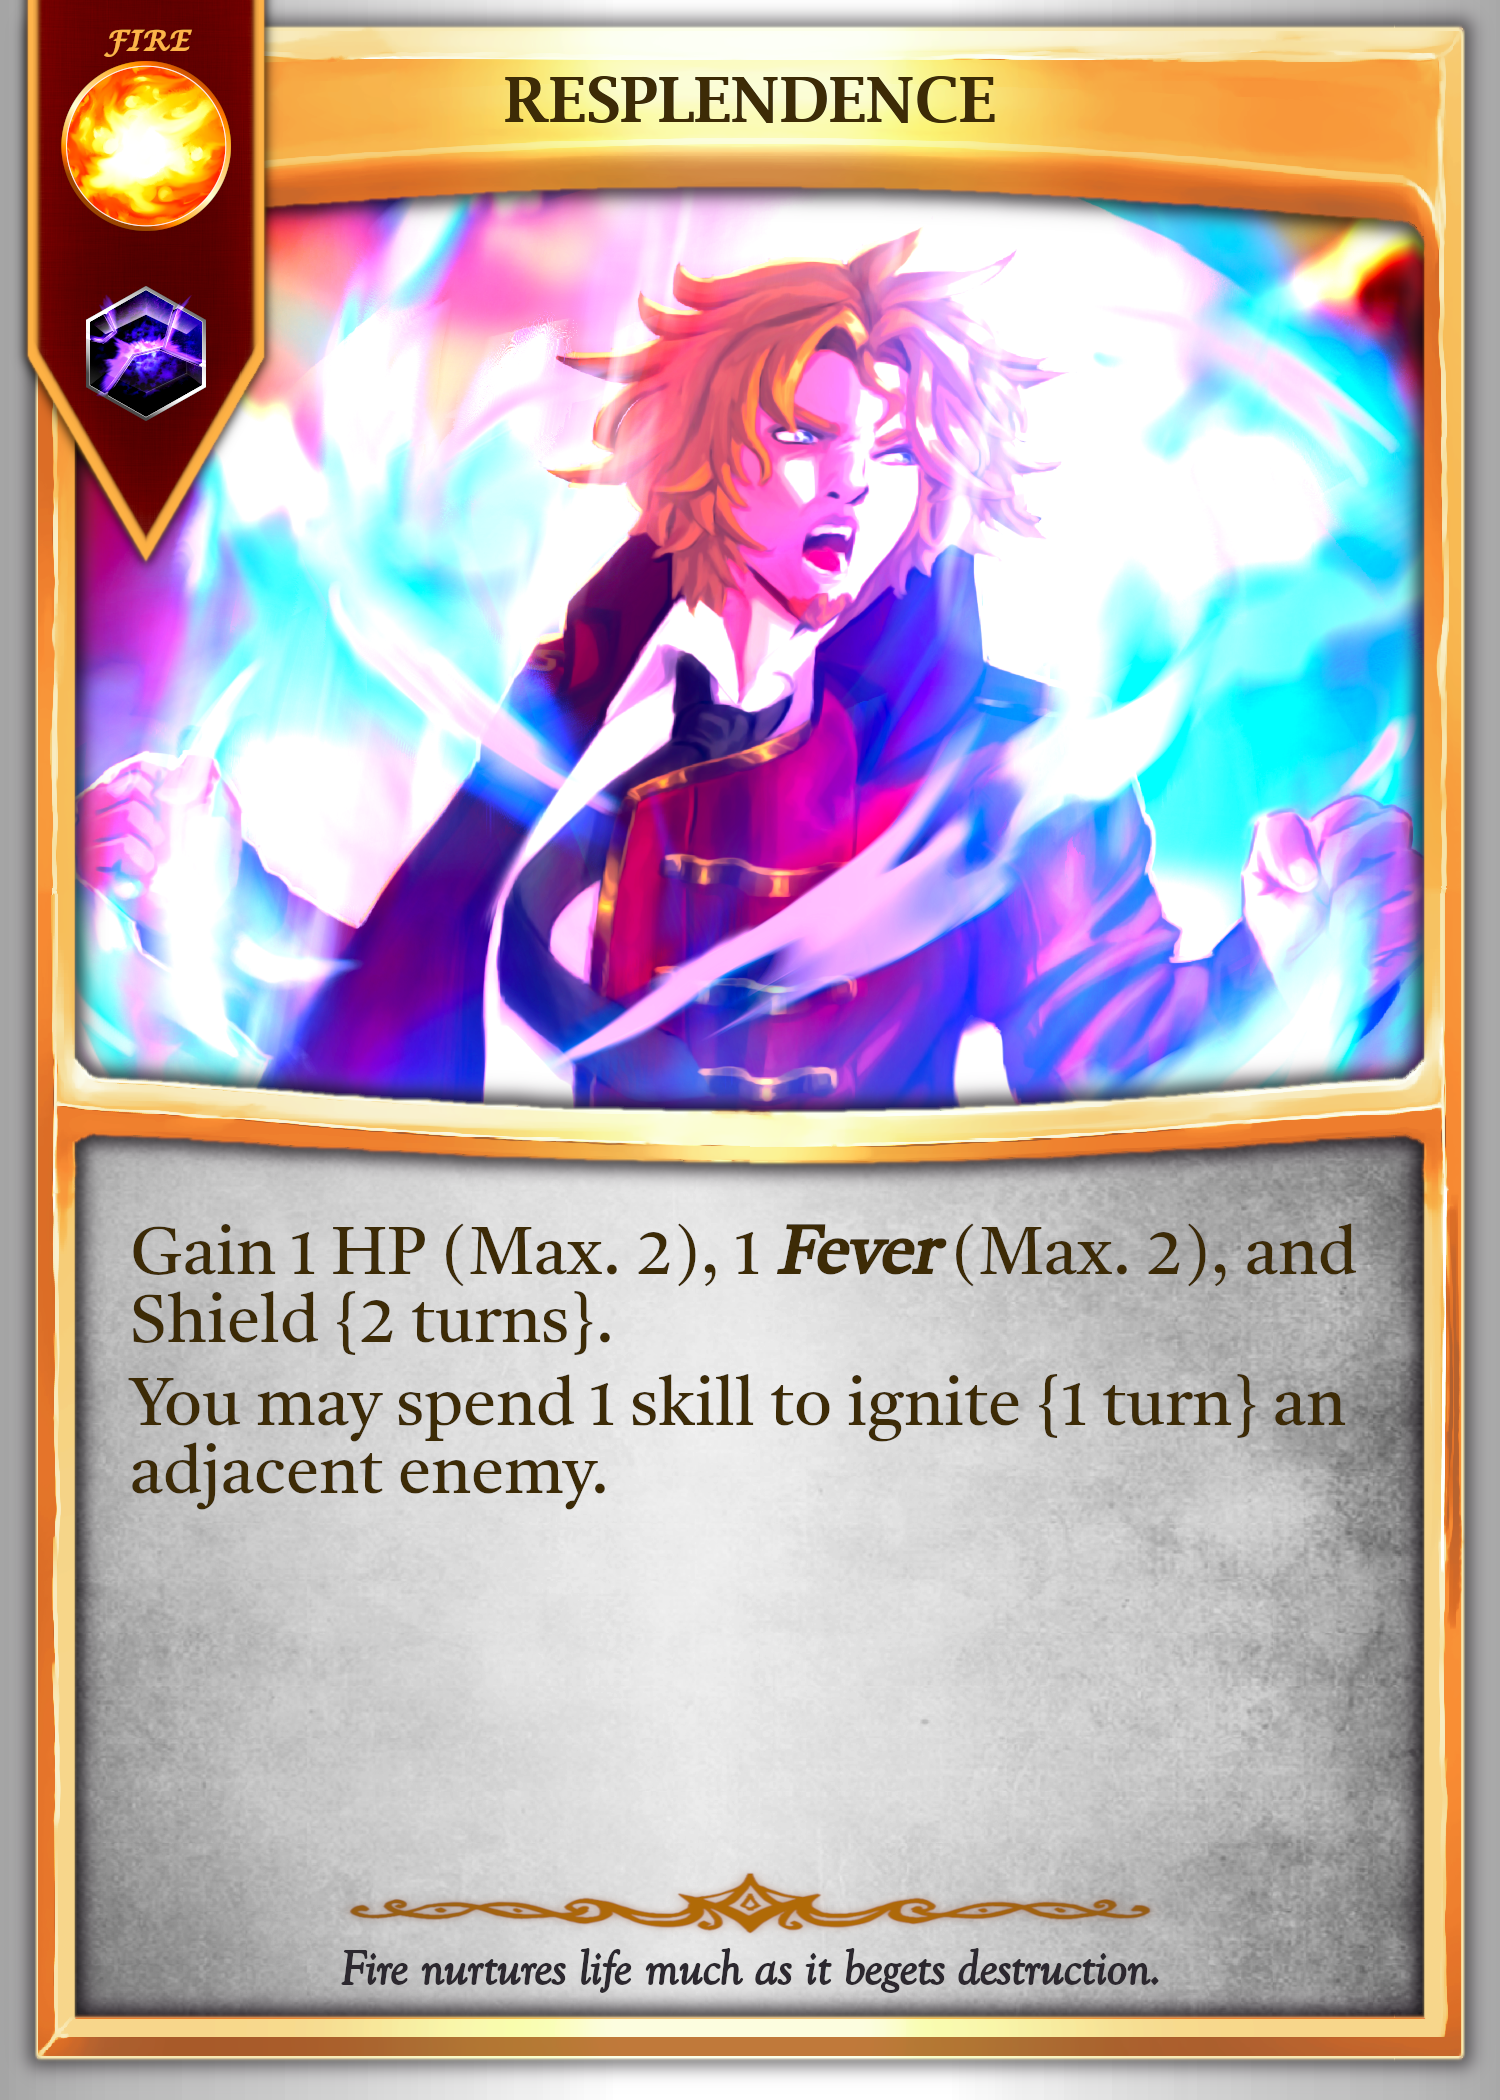 FIRE
RESPLENDENCE
Gain 1 HP (Max. 2), 1 Fever (Max. 2), and
Shield {2 turns}.
You may spend 1 skill to ignite {1 turn} an
adjacent enemy.
Fire nurtures life much as it begets destruction.